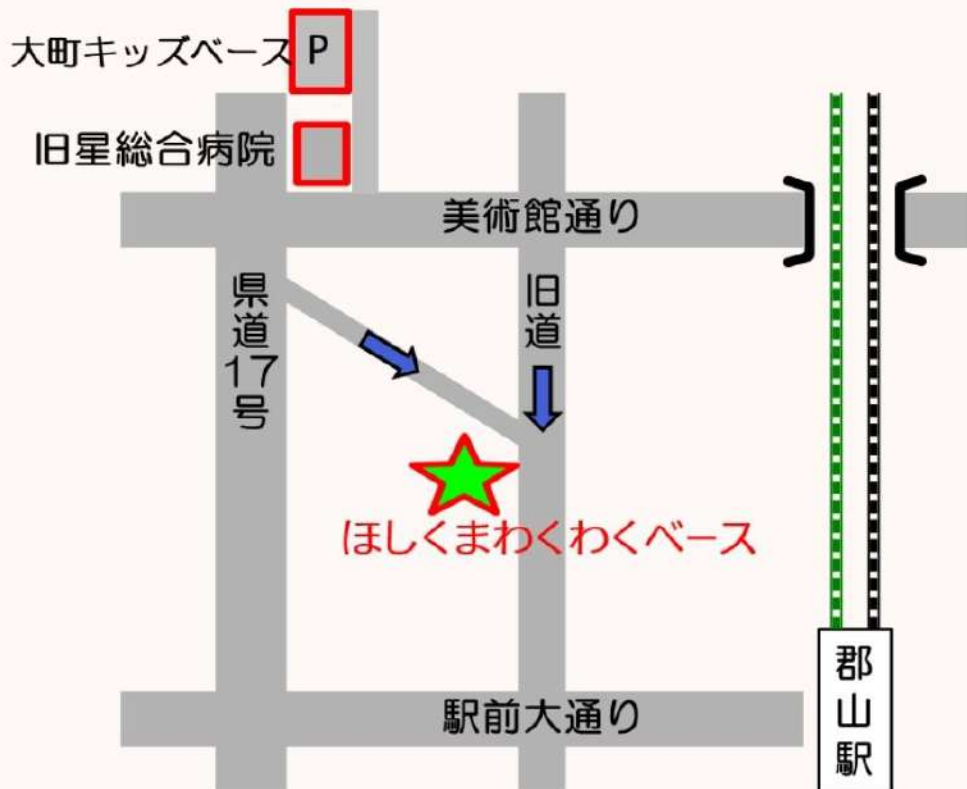 大町キッズベース
P
旧星総合病院
美術館通り
県道17号
旧道
ほしくまわくわくベース
駅前大通り
郡山駅